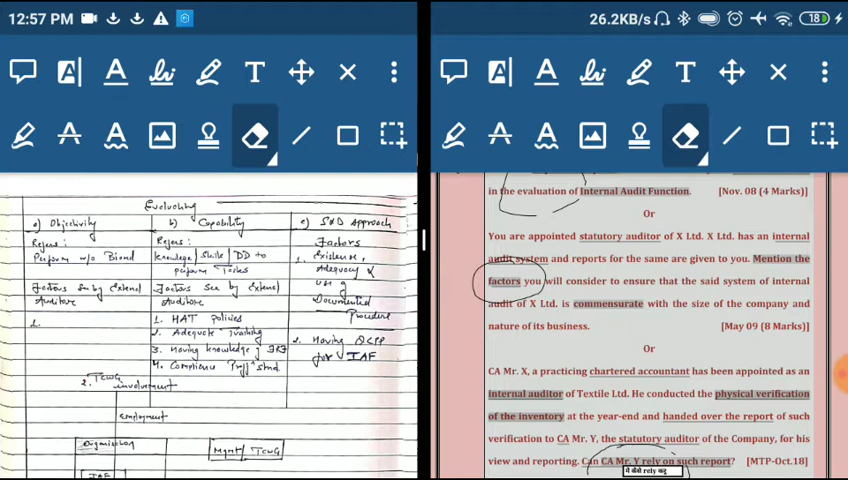 12:57 PM
26.2KB/s 18
Evaluating
a) Objectivity b) Capability c) S&D Approach
Refers: Refers: Factors
Perform w/o Biased knowledge/Skills/DD to perform Tasks 1. Existence, Adequacy & use of Documented Procedure
Factors See by External Auditors Factors See by External Auditors
1. 1. HAT policies
2. Adequate Training 2. Having QCPP for IAF
3. Having knowledge of
4. Compliance
2. TCWG involvement
employment
Organisation Mgmt/TCWG
IAF
in the evaluation of Internal Audit Function. [Nov. 08 (4 Marks)]
Or
You are appointed statutory auditor of X Ltd. X Ltd. has an internal
audit system and reports for the same are given to you. Mention the
factors you will consider to ensure that the said system of internal
audit of X Ltd. is commensurate with the size of the company and
nature of its business. [May 09 (8 Marks)]
Or
CA Mr. X, a practicing chartered accountant has been appointed as an
internal auditor of Textile Ltd. He conducted the physical verification
of the inventory at the year-end and handed over the report of such
verification to CA Mr. Y, the statutory auditor of the Company, for his
view and reporting. Can CA Mr. Y rely on such report? [MTP-Oct.18]
rely